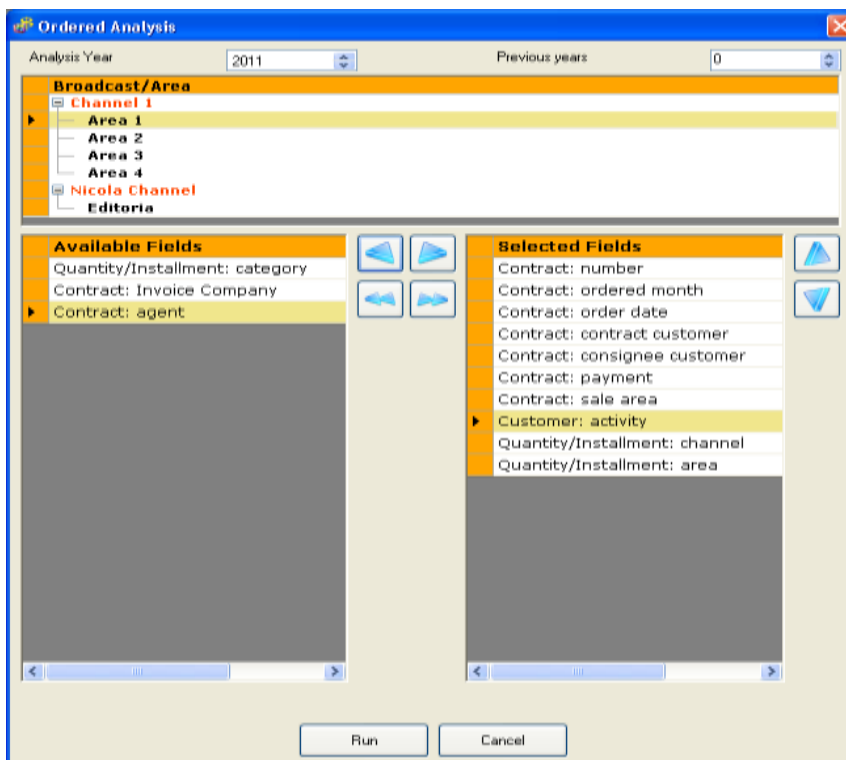 Ordered Analysis
Analysis Year 2011 Previous years 0
Broadcast/Area
Channel 1
Area 1
Area 2
Area 3
Area 4
Nicola Channel
Editoria
Available Fields
Quantity/Installment: category
Contract: Invoice Company
Contract: agent
Selected Fields
Contract: number
Contract: ordered month
Contract: order date
Contract: contract customer
Contract: consignee customer
Contract: payment
Contract: sale area
Customer: activity
Quantity/Installment: channel
Quantity/Installment: area
Run Cancel